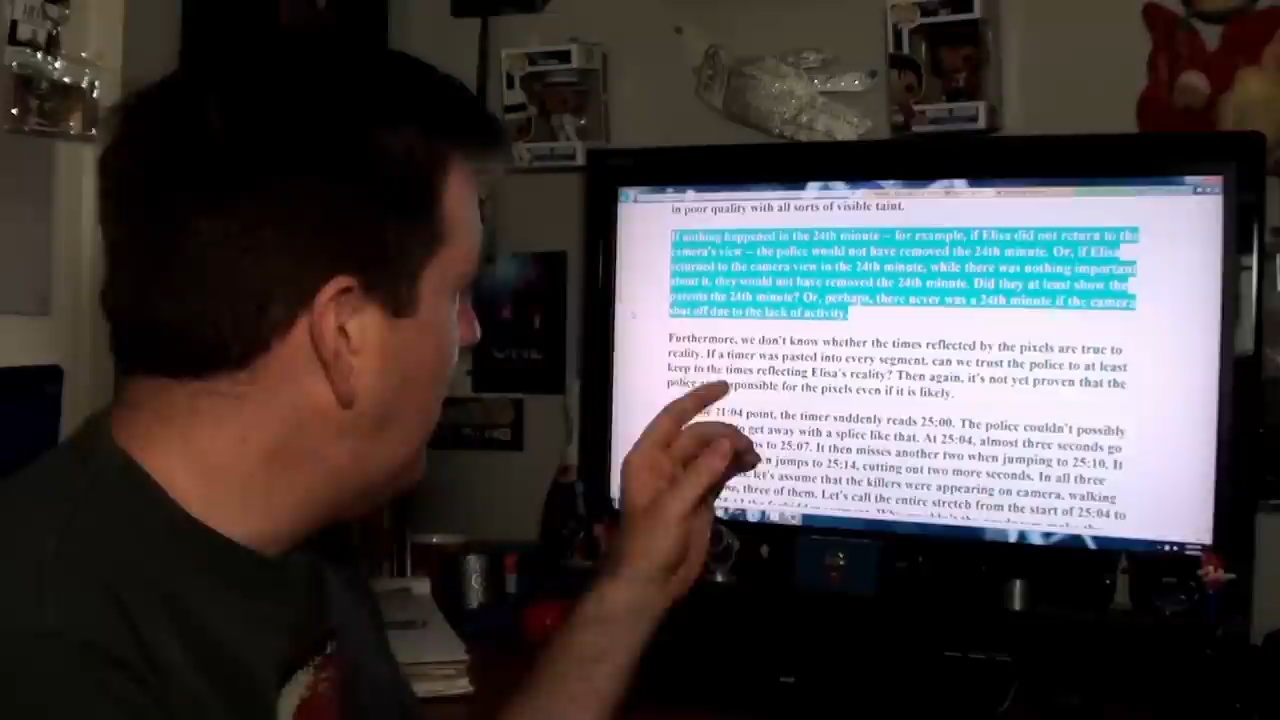 in poor quality with all sorts of visible taint.
If nothing happened in the 24th minute – for example, if Elisa did not return to the
camera's view – the police would not have removed the 24th minute. Or, if Elisa
returned to the camera view in the 24th minute, while there was nothing important
about it, they would not have removed the 24th minute. Did they at least show the
parents the 24th minute? Or, perhaps, there never was a 24th minute if the camera
shut off due to the lack of activity.
Furthermore, we don't know whether the times reflected by the pixels are true to
reality. If a timer was pasted into every segment, can we trust the police to at least
keep to the times reflecting Elisa's reality? Then again, it's not yet proven that the
police are responsible for the pixels even if it is likely.
21:04 point, the timer suddenly reads 25:00. The police couldn't possibly
to get away with a splice like that. At 25:04, almost three seconds go
to 25:07. It then misses another two when jumping to 25:10. It
jumps to 25:14, cutting out two more seconds. In all three
let's assume that the killers were appearing on camera, walking
three of them. Let's call the entire stretch from the start of 25:04 to